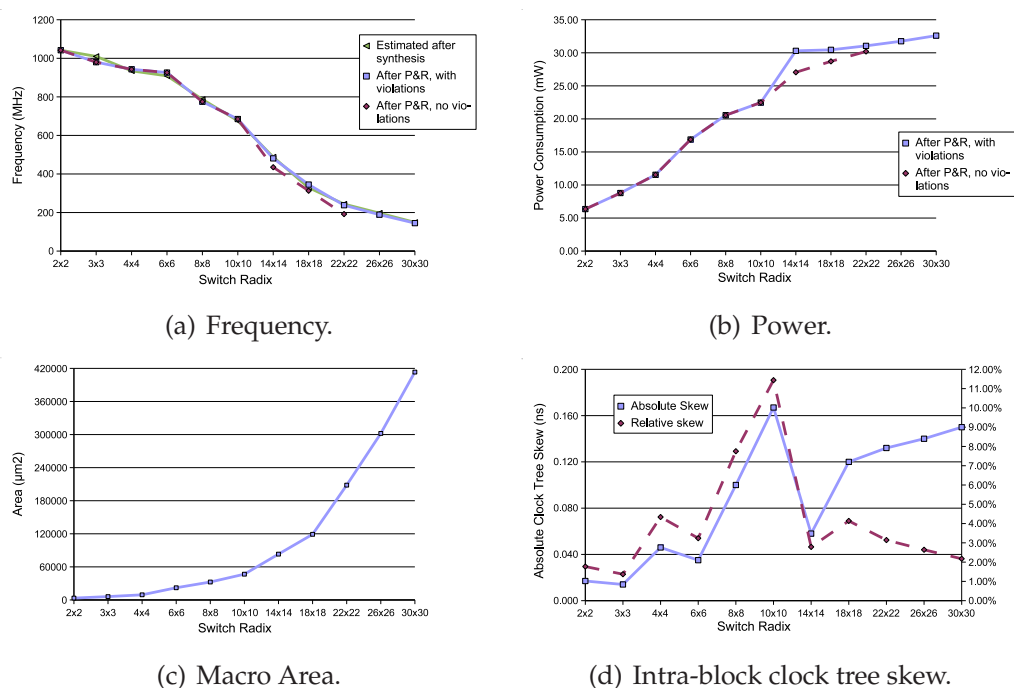 1200
1000
800
600
400
200
0
Frequency (MHz)
2x2 3x3 4x4 6x6 8x8 10x10 14x14 18x18 22x22 26x26 30x30
Switch Radix
Estimated after
synthesis
After P&R, with
violations
After P&R, no vio-
lations
(a) Frequency.
35.00
30.00
25.00
20.00
15.00
10.00
5.00
0.00
Power Consumption (mW)
2x2 3x3 4x4 6x6 8x8 10x10 14x14 18x18 22x22 26x26 30x30
Switch Radix
After P&R, with
violations
After P&R, no vio-
lations
(b) Power.
420000
360000
300000
240000
180000
120000
60000
0
Area (µm2)
2x2 3x3 4x4 6x6 8x8 10x10 14x14 18x18 22x22 26x26 30x30
Switch Radix
(c) Macro Area.
0.200
0.160
0.120
0.080
0.040
0.000
Absolute Clock Tree Skew (ns)
Absolute Skew
Relative skew
12.00%
11.00%
10.00%
9.00%
8.00%
7.00%
6.00%
5.00%
4.00%
3.00%
2.00%
1.00%
0.00%
2x2 3x3 4x4 6x6 8x8 10x10 14x14 18x18 22x22 26x26 30x30
Switch Radix
(d) Intra-block clock tree skew.